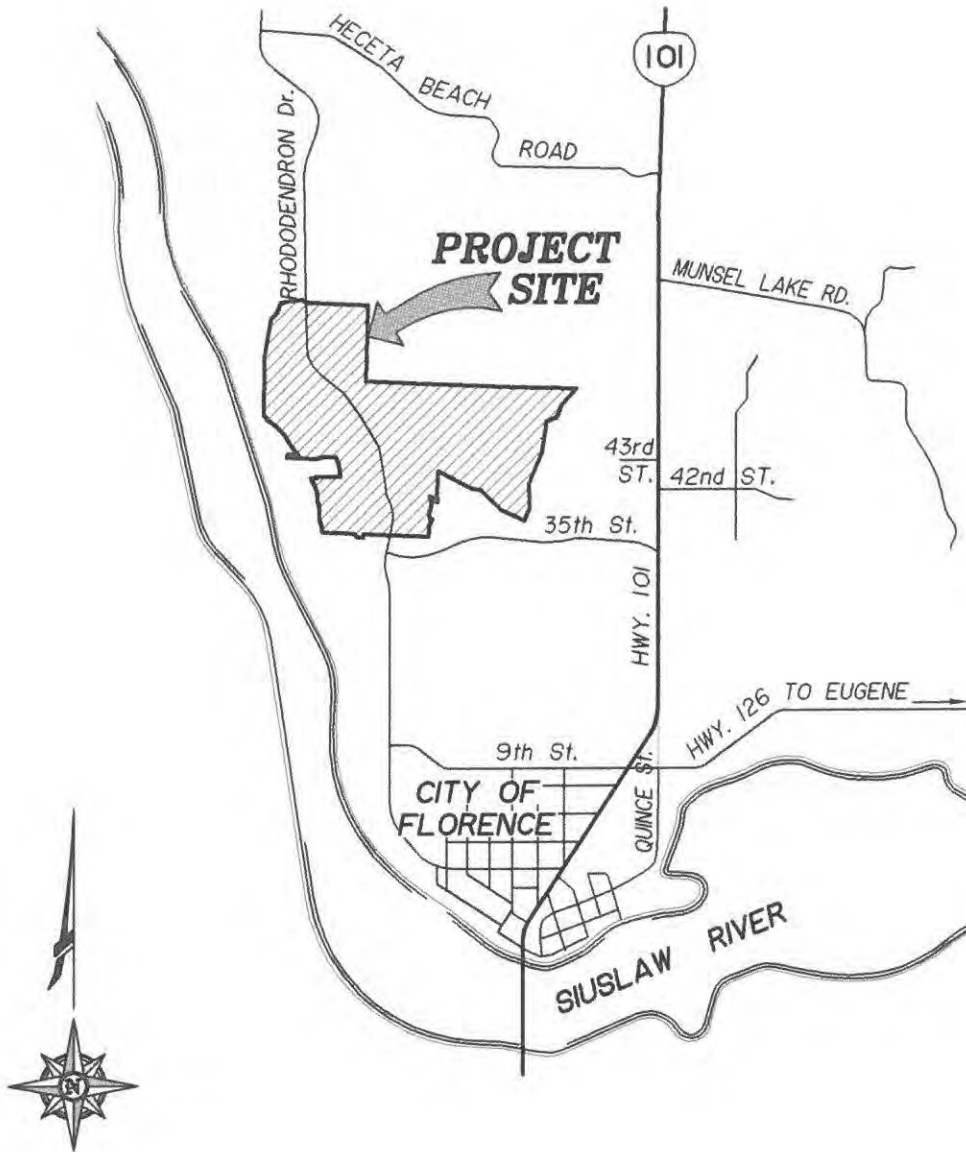 101
HECETA
BEACH
ROAD
RHODODENDRON Dr.
PROJECT
SITE
MUNSEL LAKE RD.
43rd
ST.
42nd ST.
35th St.
HWY. 101
HWY. 126
TO EUGENE
9th St.
QUINCE St.
CITY OF
FLORENCE
SIUSLAW RIVER
N